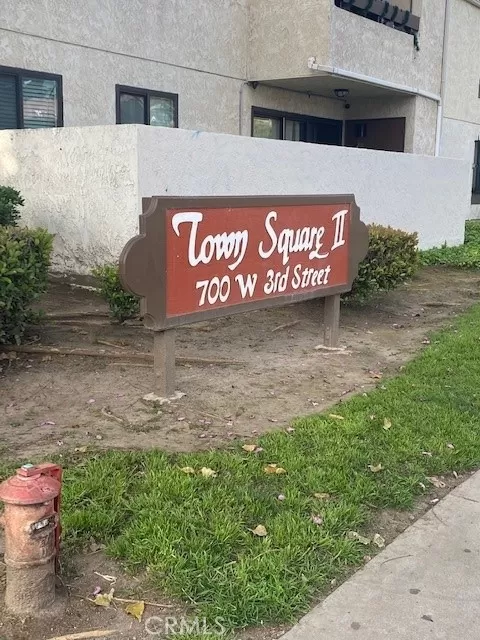 Town Square II
700 W 3rd Street
CRMLS